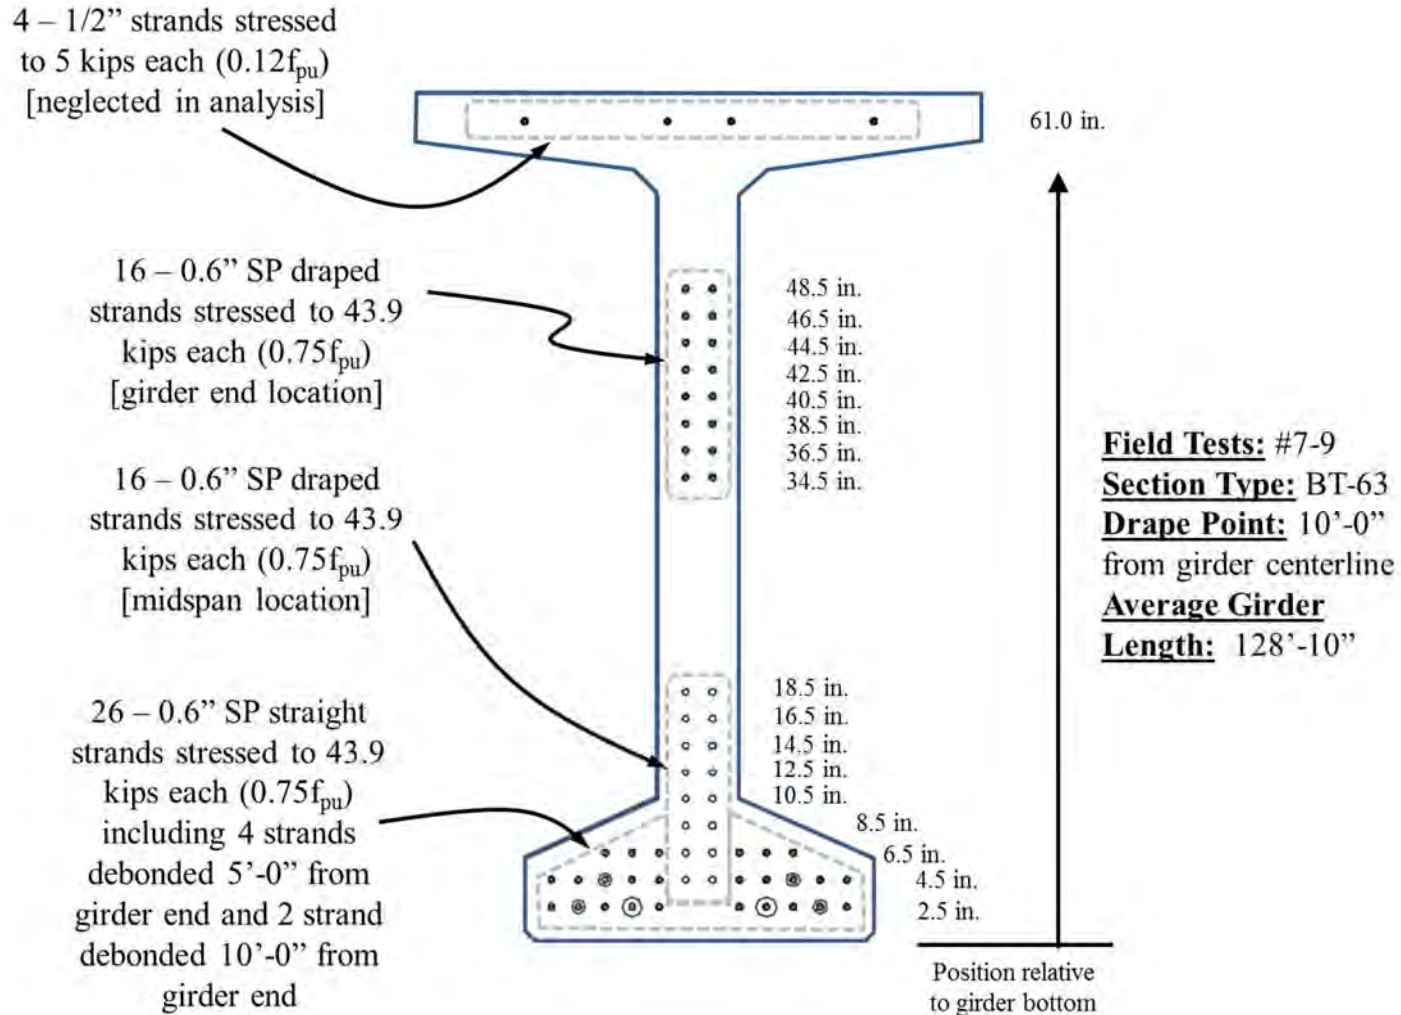 4 – 1/2” strands stressed
to 5 kips each (0.12fpu)
[neglected in analysis]
61.0 in.
16 – 0.6” SP draped
strands stressed to 43.9
kips each (0.75fpu)
[girder end location]
48.5 in.
46.5 in.
44.5 in.
42.5 in.
40.5 in.
38.5 in.
36.5 in.
34.5 in.
16 – 0.6” SP draped
strands stressed to 43.9
kips each (0.75fpu)
[midspan location]
Field Tests: #7-9
Section Type: BT-63
Drape Point: 10’-0”
from girder centerline
Average Girder
Length: 128’-10”
26 – 0.6” SP straight
strands stressed to 43.9
kips each (0.75fpu)
including 4 strands
debonded 5’-0” from
girder end and 2 strand
debonded 10’-0” from
girder end
18.5 in.
16.5 in.
14.5 in.
12.5 in.
10.5 in.
8.5 in.
6.5 in.
4.5 in.
2.5 in.
Position relative
to girder bottom